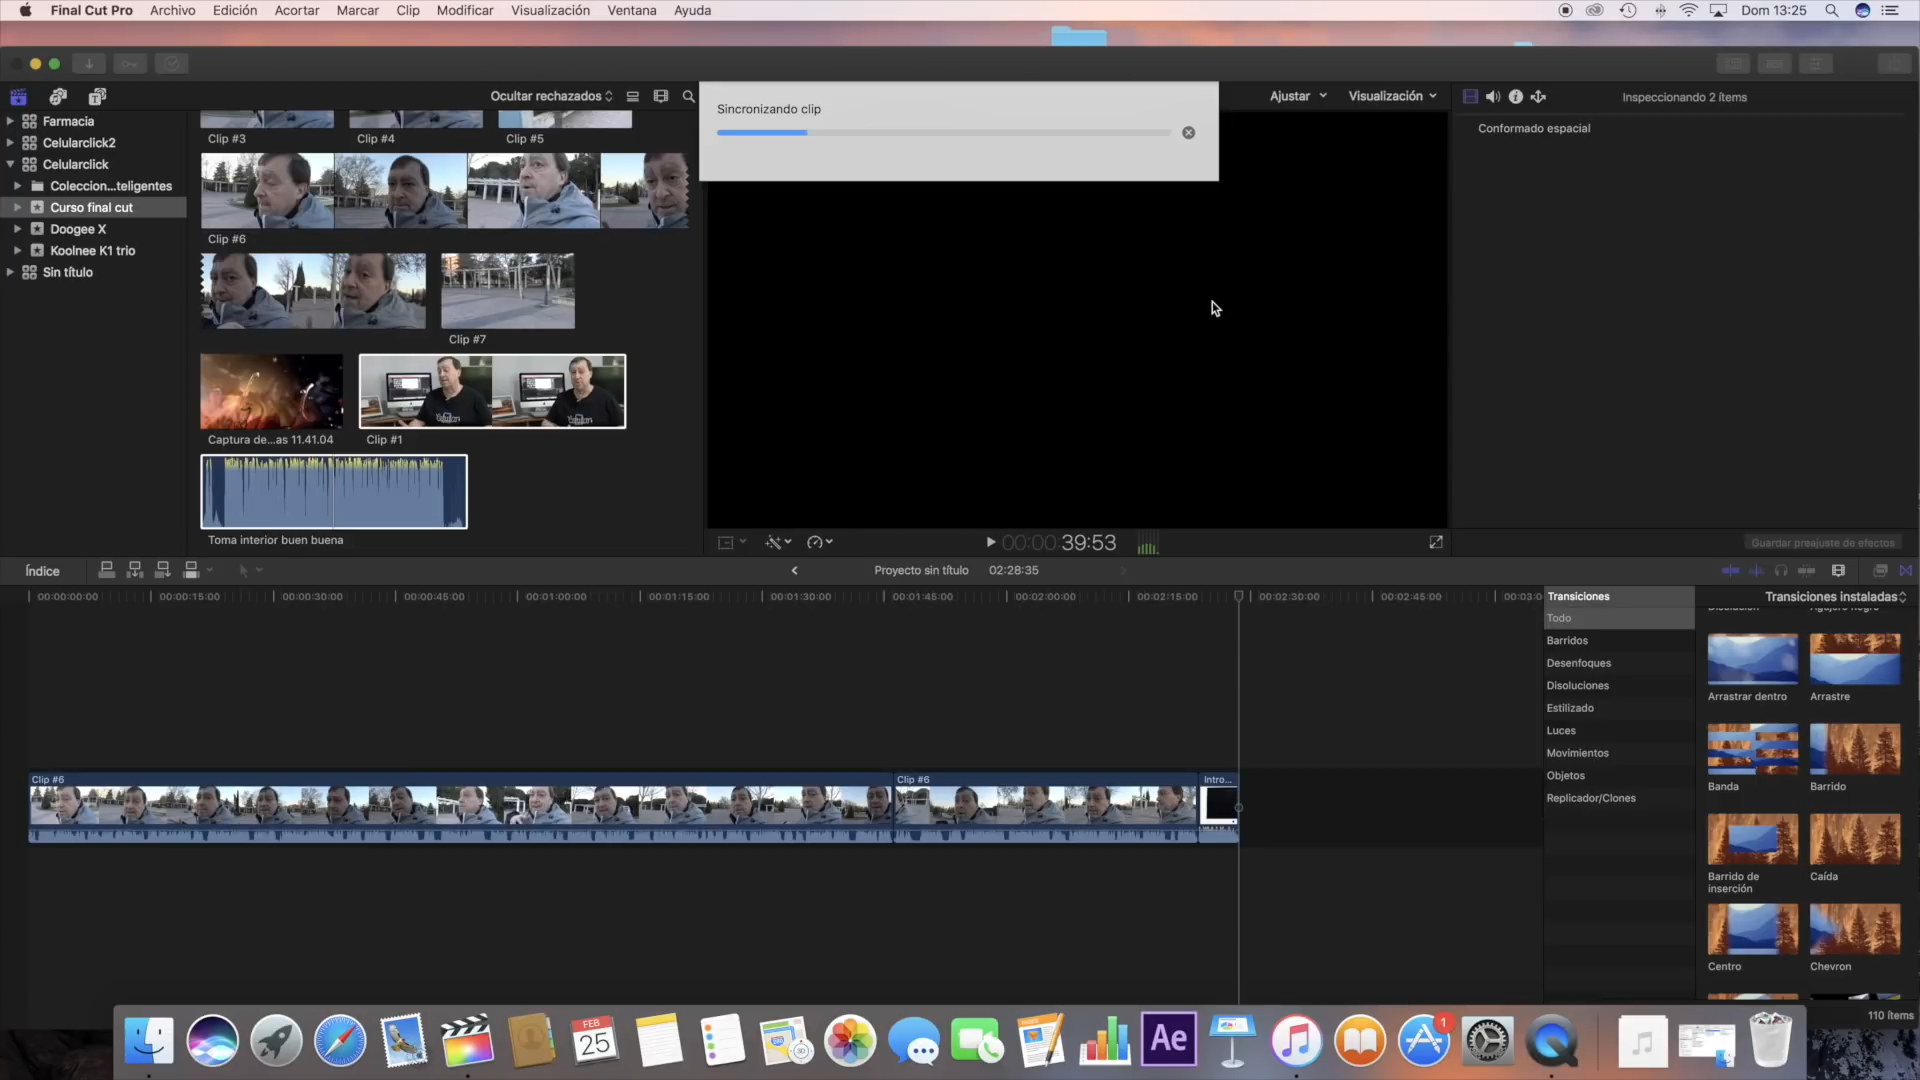 Final Cut Pro Archivo Edición Acortar Marcar Clip Modificar Visualización Ventana Ayuda
Dom 13:25
Ocultar rechazados
Sincronizando clip
Ajustar
Visualización
Inspeccionando 2 ítems
Conformado espacial
Farmacia
Celularclick2
Celularclick
Coleccion...teligentes
Curso final cut
Doogee X
Koolnee K1 trio
Sin título
Clip #3
Clip #4
Clip #5
Clip #6
Clip #7
Captura de...as 11.41.04
Clip #1
Toma interior buen buena
00:00:00:39:53
Guardar preajuste de efectos
Índice
Proyecto sin título
02:28:35
00:00:00:00
00:00:15:00
00:00:30:00
00:00:45:00
00:01:00:00
00:01:15:00
00:01:30:00
00:01:45:00
00:02:00:00
00:02:15:00
00:02:30:00
00:02:45:00
00:03:0
Clip #6
Clip #6
Intro...
Transiciones
Todo
Barridos
Desenfoques
Disoluciones
Estilizado
Luces
Movimientos
Objetos
Replicador/Clones
Transiciones instaladas
Arrastrar dentro
Arrastre
Banda
Barrido
Barrido de
inserción
Caída
Centro
Chevron
110 ítems
FEB
25
3D
Ae
1